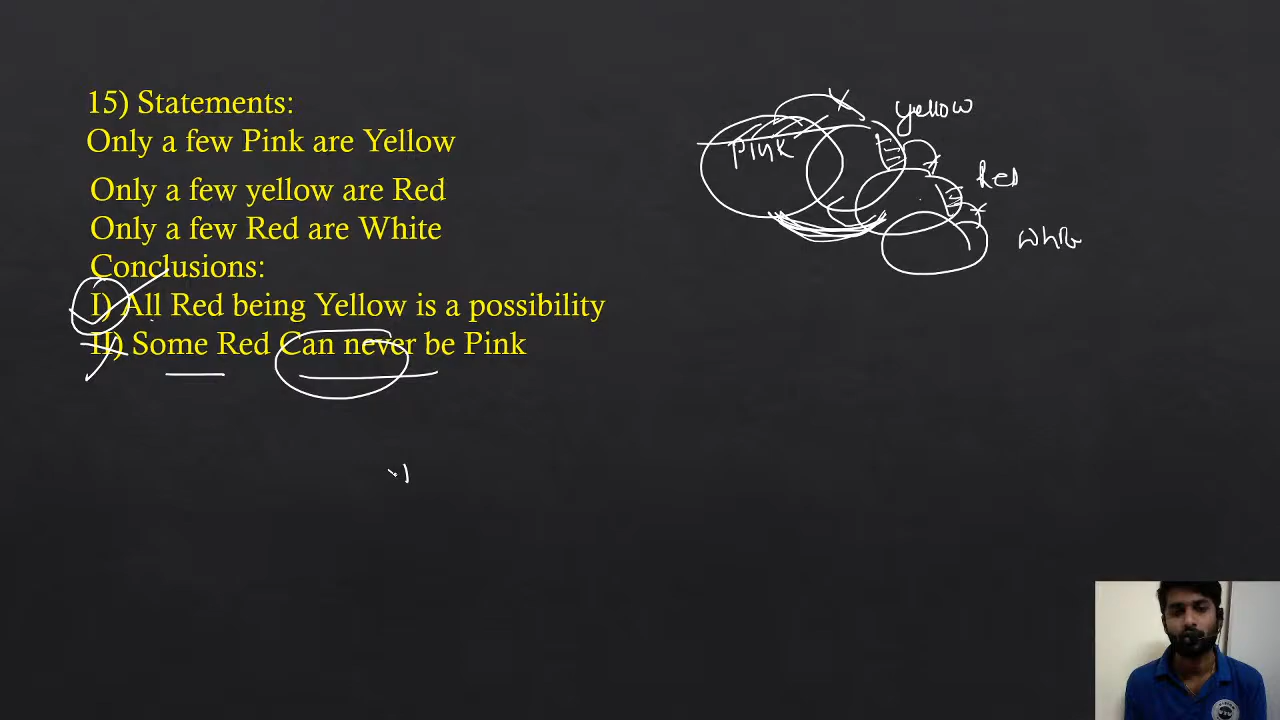 15) Statements:
Only a few Pink are Yellow
Only a few yellow are Red
Only a few Red are White
Conclusions:
I) All Red being Yellow is a possibility
II) Some Red Can never be Pink
Pink
yellow
Red
white